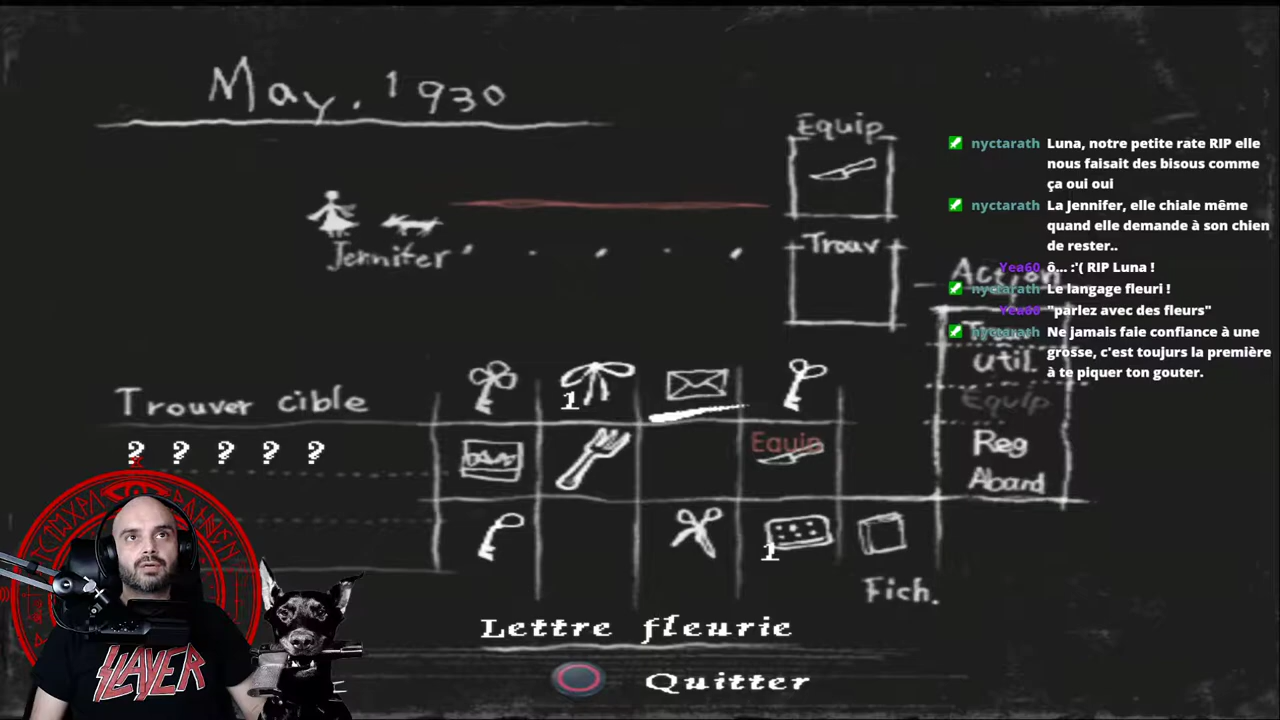 May. 1930
Equip
nyctarath Luna, notre petite rate RIP elle
nous faisait des bisous comme
ça oui oui
nyctarath La Jennifer, elle chiale même
quand elle demande à son chien
de rester..
Jennifer
Trouv
Yea60 ô... :'( RIP Luna !
Action
nyctarath Le langage fleuri !
Yea60 "parlez avec des fleurs"
nyctarath Ne jamais faie confiance à une
grosse, c'est toujurs la première
à te piquer ton gouter.
Util.
Equip
Trouver cible
1
? ? ? ? ?
Equip
Reg
Aband
1
Fich.
SLAYER
Lettre fleurie
Quitter